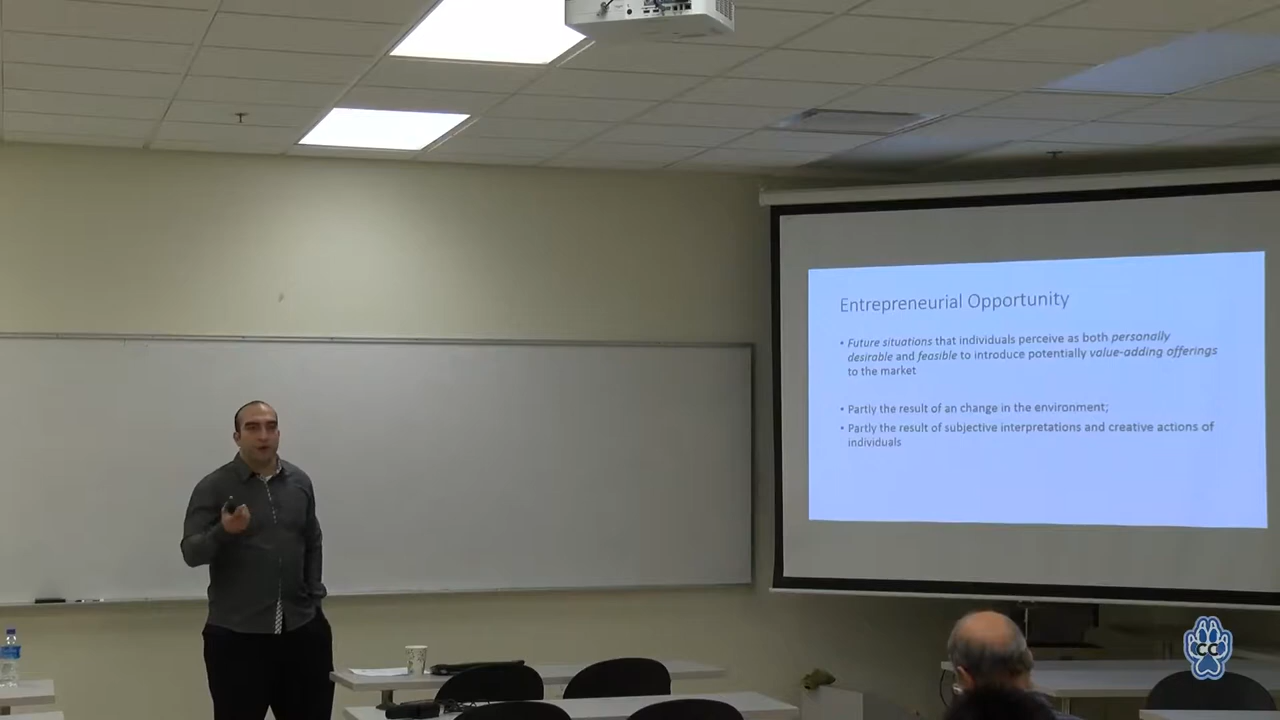 Entrepreneurial Opportunity
• Future situations that individuals perceive as both personally
desirable and feasible to introduce potentially value-adding offerings
to the market
• Partly the result of an change in the environment;
• Partly the result of subjective interpretations and creative actions of
individuals
CC